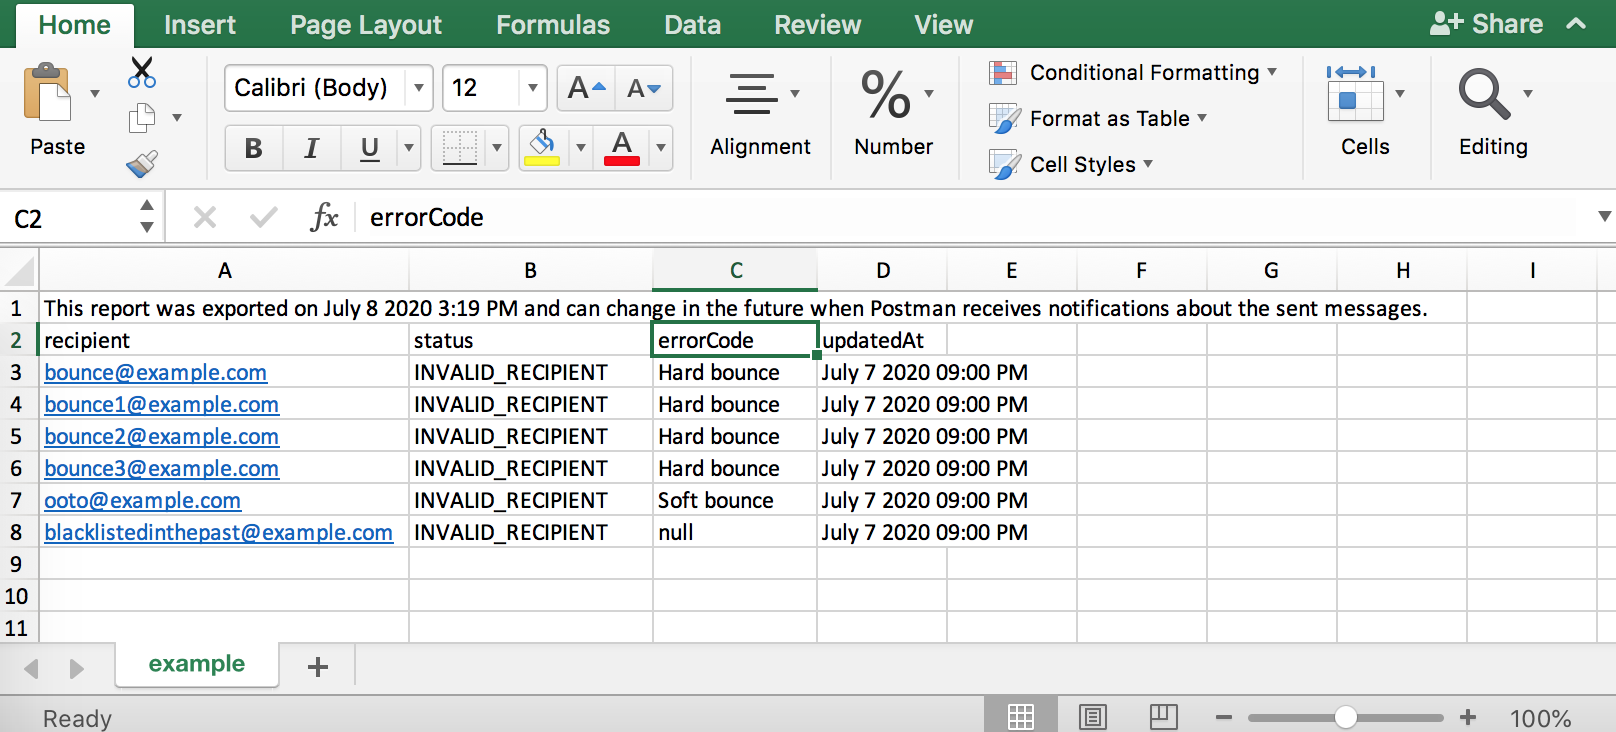 Home Insert Page Layout Formulas Data Review View Share
Calibri (Body) 12 A A
Conditional Formatting
Format as Table
Cell Styles
B I U A %
Paste Alignment Number Cells Editing
C2 fx errorCode
A B C D E F G H I
1 This report was exported on July 8 2020 3:19 PM and can change in the future when Postman receives notifications about the sent messages.
2 recipient status errorCode updatedAt
3 bounce@example.com INVALID_RECIPIENT Hard bounce July 7 2020 09:00 PM
4 bounce1@example.com INVALID_RECIPIENT Hard bounce July 7 2020 09:00 PM
5 bounce2@example.com INVALID_RECIPIENT Hard bounce July 7 2020 09:00 PM
6 bounce3@example.com INVALID_RECIPIENT Hard bounce July 7 2020 09:00 PM
7 ooto@example.com INVALID_RECIPIENT Soft bounce July 7 2020 09:00 PM
8 blacklistedinthepast@example.com INVALID_RECIPIENT null July 7 2020 09:00 PM
9
10
11
example +
Ready 100%